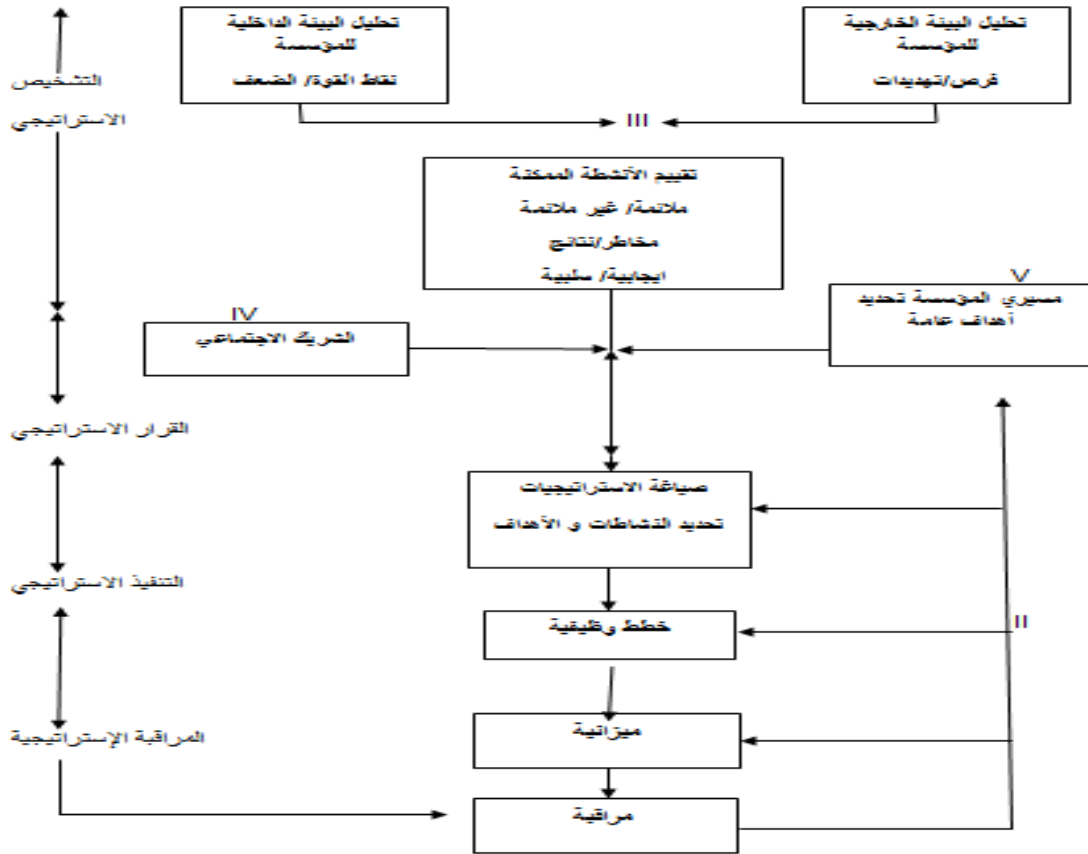 تحليل البيئة الخارجية
للمؤسسة
فرص/تهديدات
تحليل البيئة الداخلية
للمؤسسة
نقاط القوة/ الضعف
التشخيص
الاستراتيجي
III
تقييم الأنشطة الممكنة
ملائمة/ غير ملائمة
مخاطر/نتائج
ايجابية/ سلبية
V
مسيري المؤسسة تحديد
أهداف عامة
IV
الشريك الاجتماعي
القرار الاستراتيجي
صياغة الاستراتيجيات
تحديد النشاطات و الأهداف
التنفيذ الاستراتيجي
خطط وظيفية
II
ميزانية
المراقبة الإستراتيجية
مراقبة